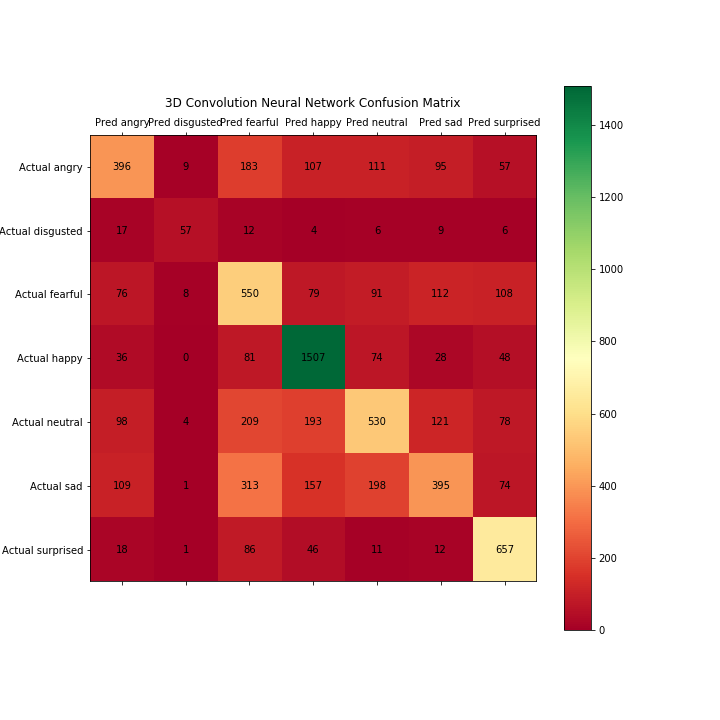 3D Convolution Neural Network Confusion Matrix
Pred angry Pred disgusted Pred fearful Pred happy Pred neutral Pred sad Pred surprised
Actual angry 396 9 183 107 111 95 57
Actual disgusted 17 57 12 4 6 9 6
Actual fearful 76 8 550 79 91 112 108
Actual happy 36 0 81 1507 74 28 48
Actual neutral 98 4 209 193 530 121 78
Actual sad 109 1 313 157 198 395 74
Actual surprised 18 1 86 46 11 12 657
1400
1200
1000
800
600
400
200
0